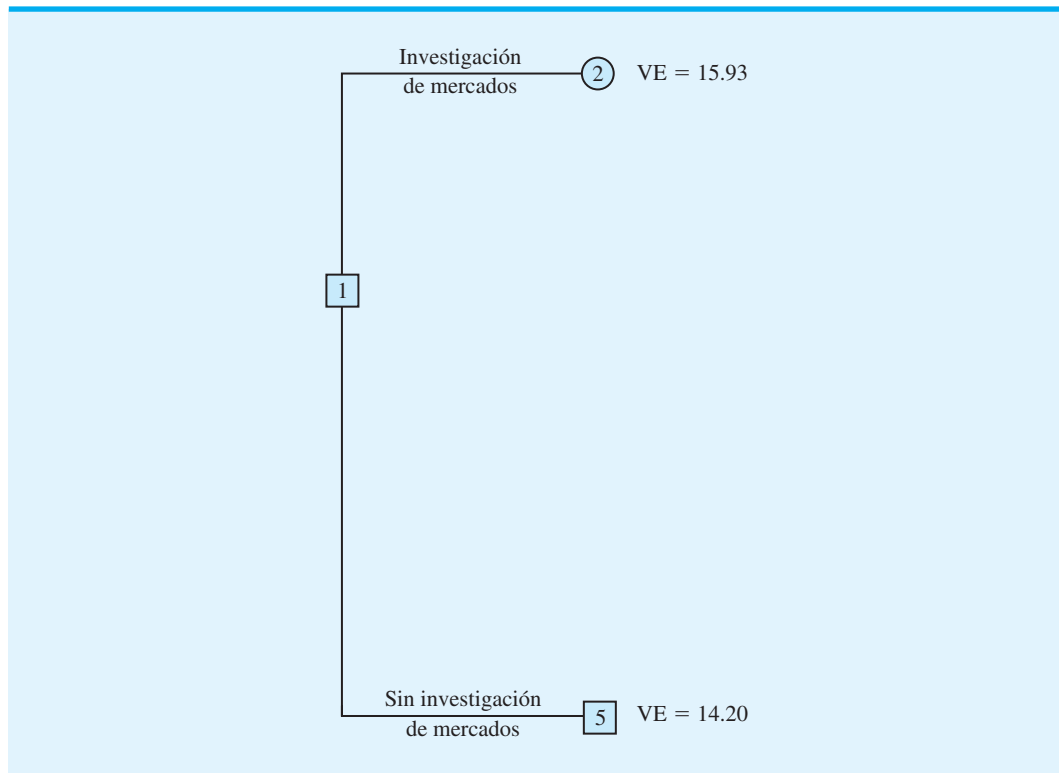 Investigación
de mercados
2 VE = 15.93
1
Sin investigación
de mercados
5 VE = 14.20